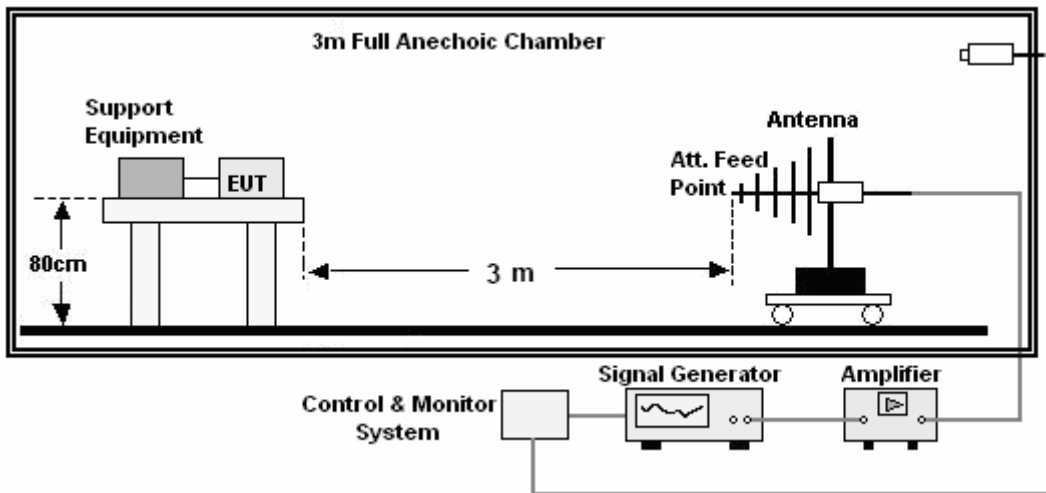 3m Full Anechoic Chamber
Support
Equipment
EUT
Antenna
Att. Feed
Point
80cm
3 m
Signal Generator
Amplifier
Control & Monitor
System